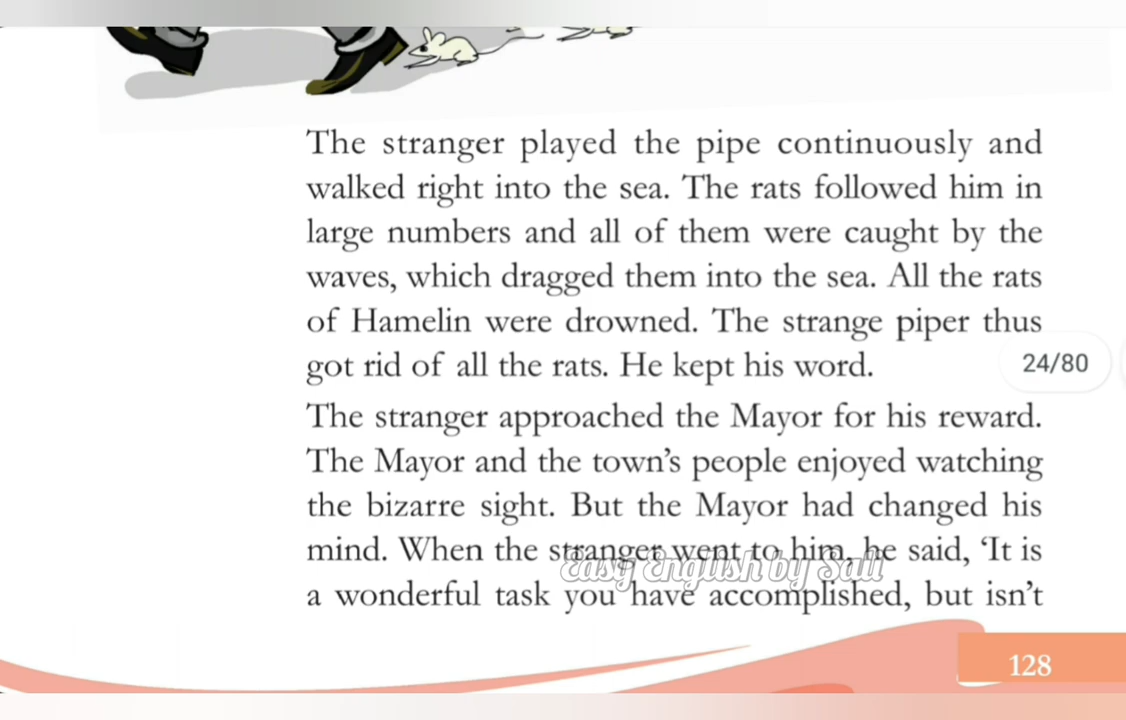 The stranger played the pipe continuously and
walked right into the sea. The rats followed him in
large numbers and all of them were caught by the
waves, which dragged them into the sea. All the rats
of Hamelin were drowned. The strange piper thus
got rid of all the rats. He kept his word.
24/80
The stranger approached the Mayor for his reward.
The Mayor and the town's people enjoyed watching
the bizarre sight. But the Mayor had changed his
mind. When the stranger went to him, he said, ‘It is
Easy English by Sali
a wonderful task you have accomplished, but isn't
128